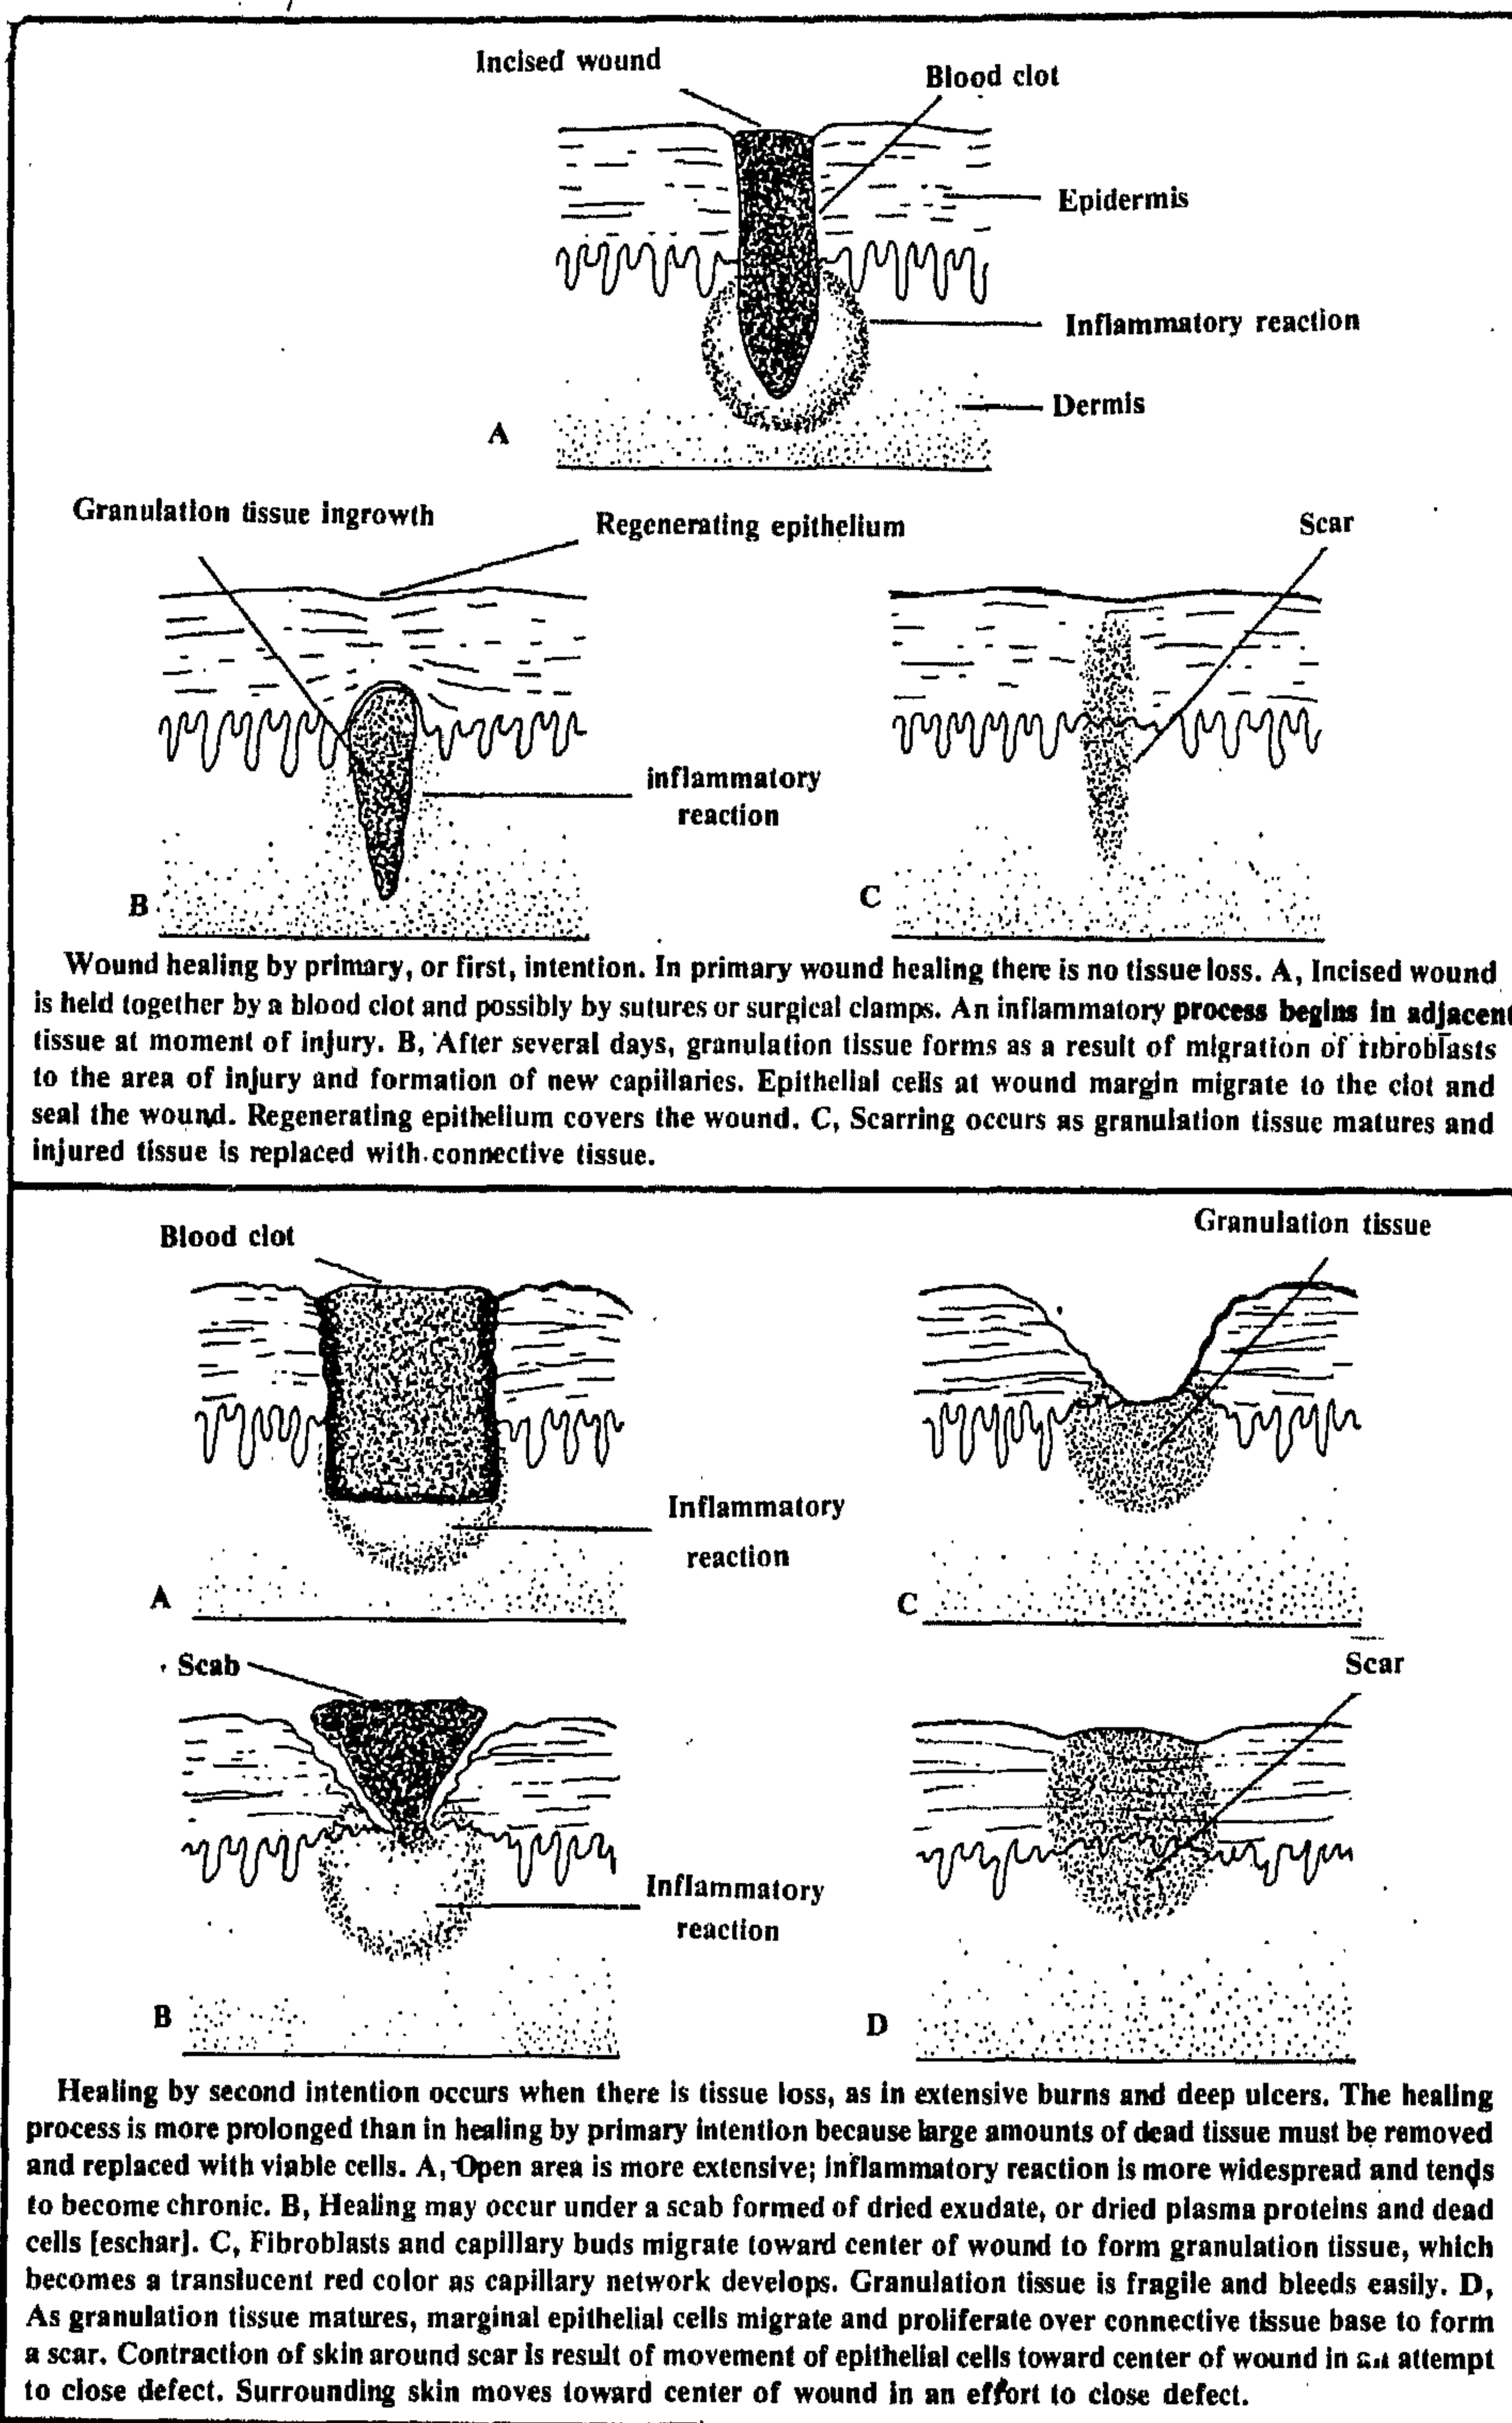 Incised wound
Blood clot
Epidermis
Inflammatory reaction
Dermis
A
Granulation tissue ingrowth
Regenerating epithelium
Scar
inflammatory
reaction
B
C
Wound healing by primary, or first, intention. In primary wound healing there is no tissue loss. A, Incised wound
is held together by a blood clot and possibly by sutures or surgical clamps. An inflammatory process begins in adjacent
tissue at moment of injury. B, After several days, granulation tissue forms as a result of migration of fibroblasts
to the area of injury and formation of new capillaries. Epithelial cells at wound margin migrate to the clot and
seal the wound. Regenerating epithelium covers the wound. C, Scarring occurs as granulation tissue matures and
injured tissue is replaced with connective tissue.
Blood clot
Granulation tissue
Inflammatory
reaction
A
C
Scab
Scar
Inflammatory
reaction
B
D
Healing by second intention occurs when there is tissue loss, as in extensive burns and deep ulcers. The healing
process is more prolonged than in healing by primary intention because large amounts of dead tissue must be removed
and replaced with viable cells. A, Open area is more extensive; inflammatory reaction is more widespread and tends
to become chronic. B, Healing may occur under a scab formed of dried exudate, or dried plasma proteins and dead
cells [eschar]. C, Fibroblasts and capillary buds migrate toward center of wound to form granulation tissue, which
becomes a translucent red color as capillary network develops. Granulation tissue is fragile and bleeds easily. D,
As granulation tissue matures, marginal epithelial cells migrate and proliferate over connective tissue base to form
a scar. Contraction of skin around scar is result of movement of epithelial cells toward center of wound in an attempt
to close defect. Surrounding skin moves toward center of wound in an effort to close defect.